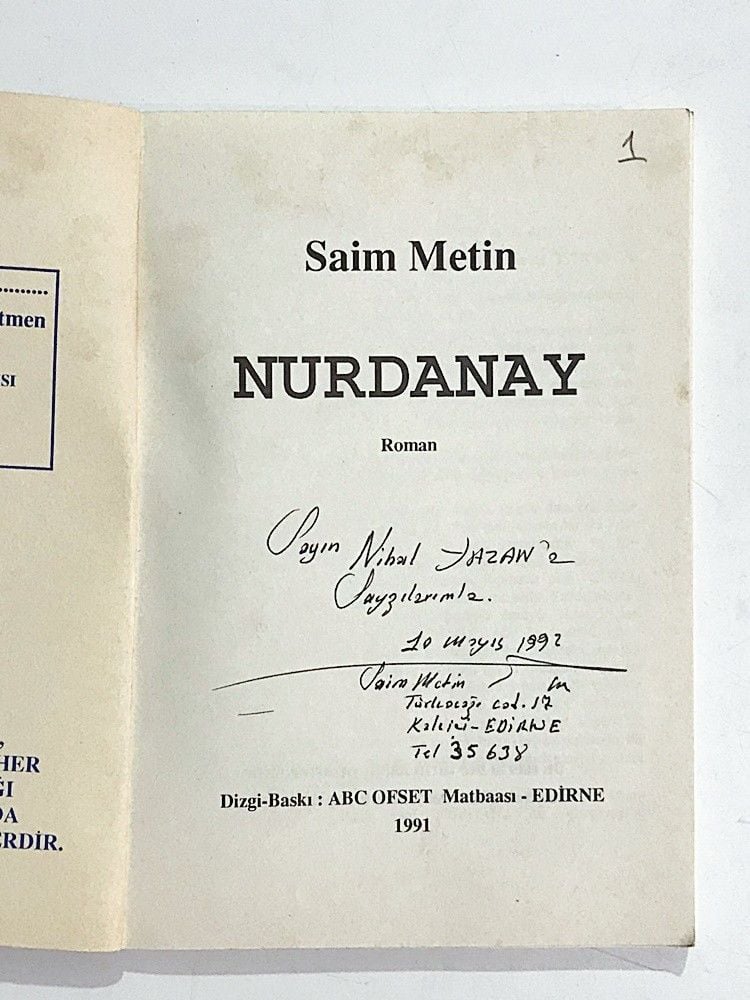 tmen
SI
HER
ĞI
DA
ERDİR.
1
Saim Metin
NURDANAY
Roman
Sayın Nihal YAZAN'a
Saygılarımla.
10 Mayıs 1992
Saim Metin
cad. 17
Kaleiçi - EDİRNE
Tel 35 638
Dizgi-Baskı : ABC OFSET Matbaası - EDİRNE
1991